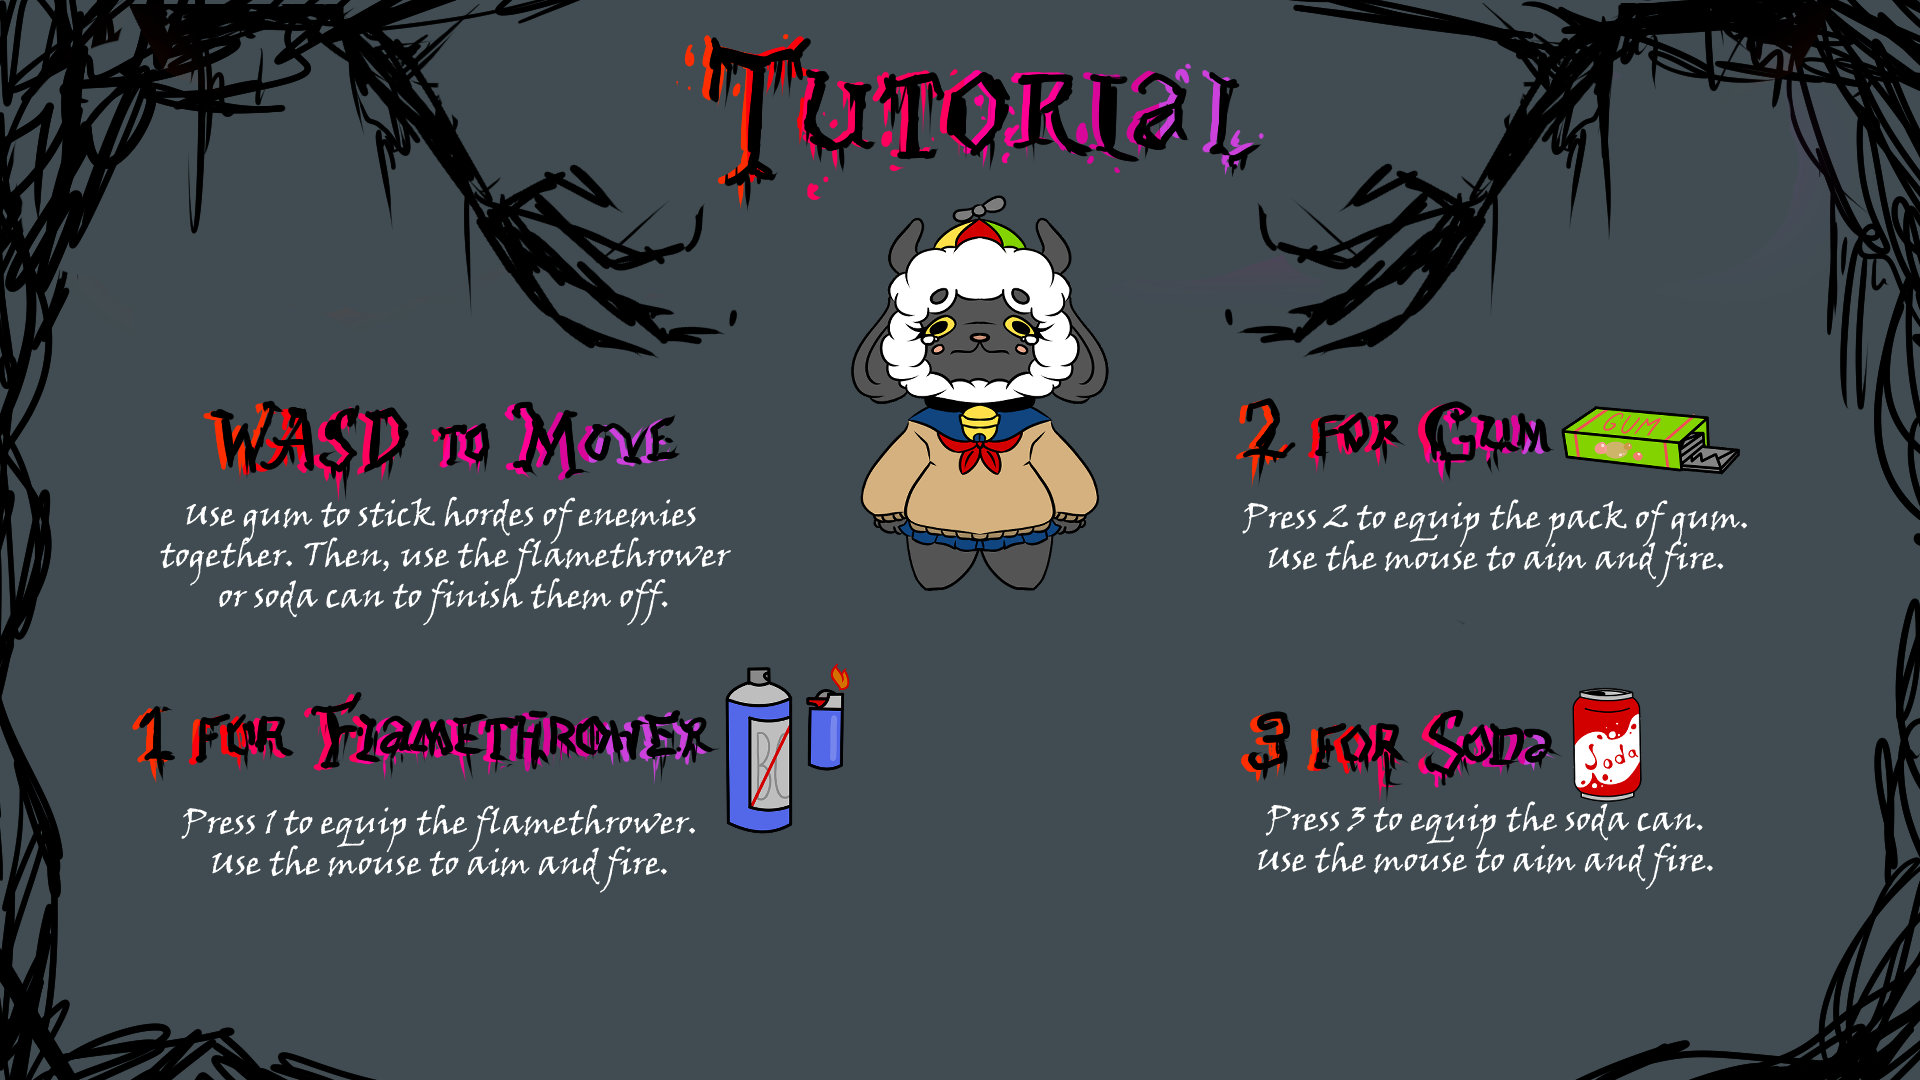 Tutorial
WASD to Move
Use gum to stick hordes of enemies
together. Then, use the flamethrower
or soda can to finish them off.
1 for Flamethrower
Press 1 to equip the flamethrower.
Use the mouse to aim and fire.
2 for Gum
GUM
Press 2 to equip the pack of gum.
Use the mouse to aim and fire.
3 for Soda
Soda
Press 3 to equip the soda can.
Use the mouse to aim and fire.